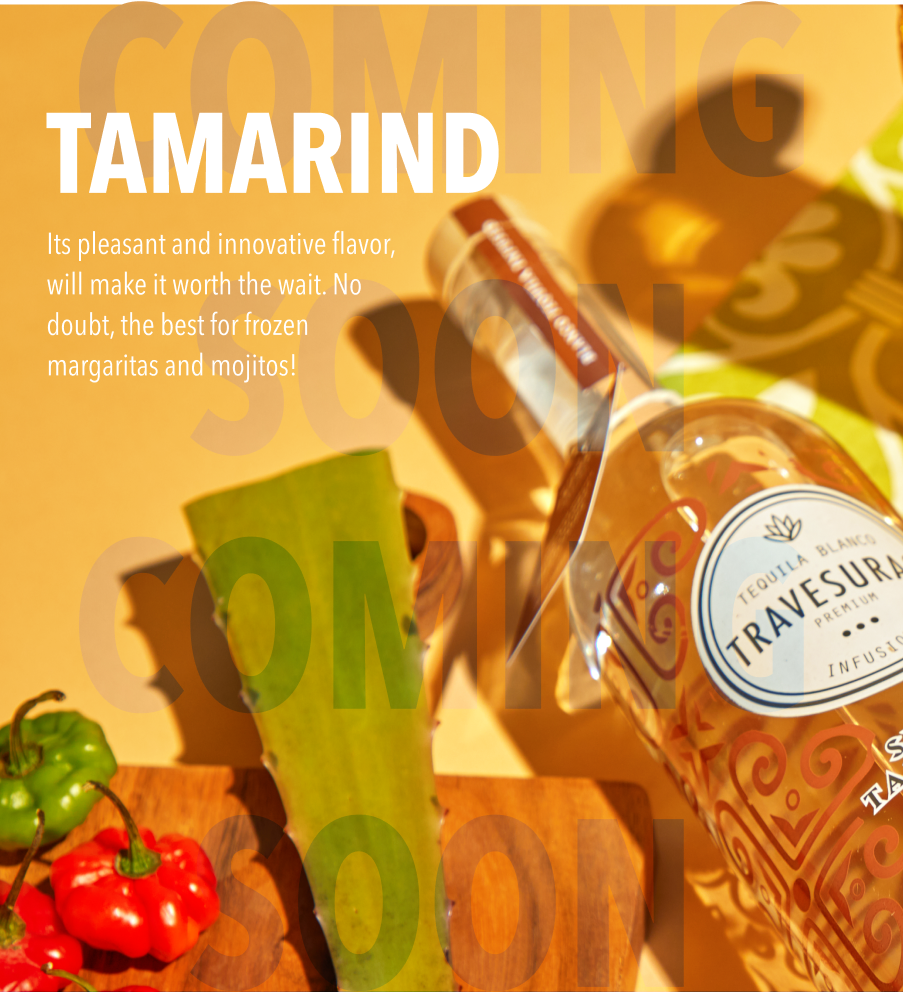 COMING
TAMARIND
Its pleasant and innovative flavor,
will make it worth the wait. No
doubt, the best for frozen
margaritas and mojitos!
SOON
COMING
TEQUILA BLANCO
TRAVESURA
PREMIUM
SOON